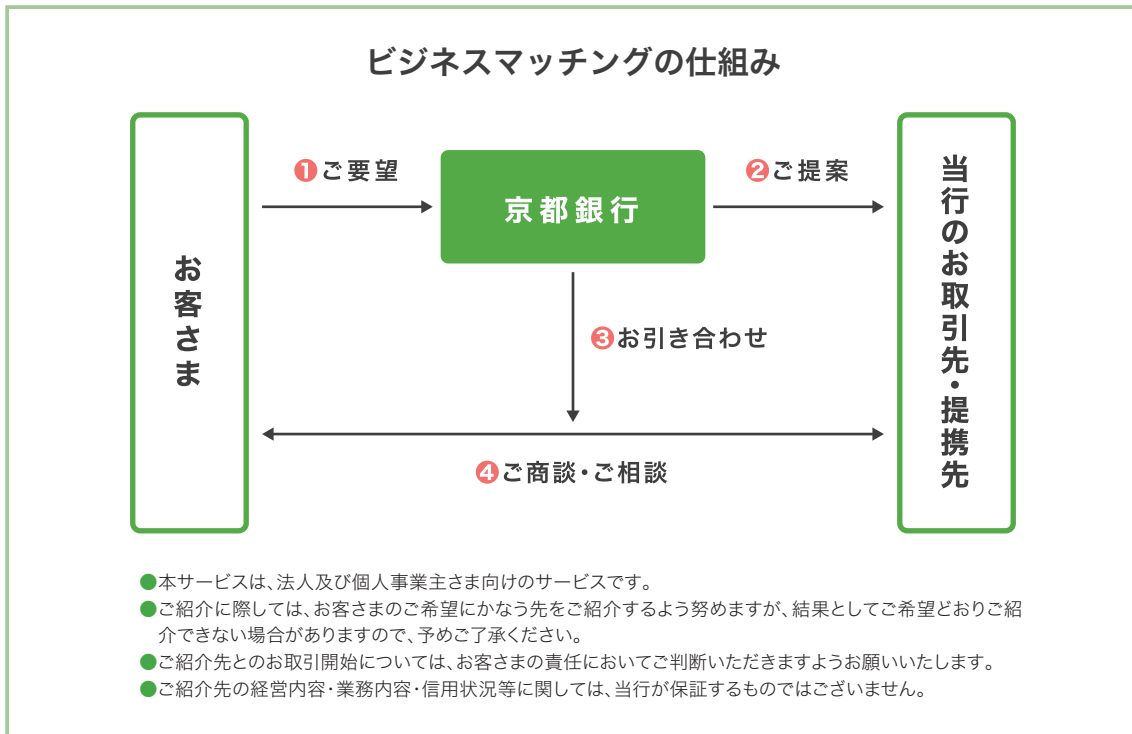 ビジネスマッチングの仕組み
お客さま
❶ご要望
京都銀行
❷ご提案
当行のお取引先・提携先
❸お引き合わせ
❹ご商談・ご相談
●本サービスは、法人及び個人事業主さま向けのサービスです。
●ご紹介に際しては、お客さまのご希望にかなう先をご紹介するよう努めますが、結果としてご希望どおりご紹
介できない場合がありますので、予めご了承ください。
●ご紹介先とのお取引開始については、お客さまの責任においてご判断いただきますようお願いいたします。
●ご紹介先の経営内容・業務内容・信用状況等に関しては、当行が保証するものではございません。